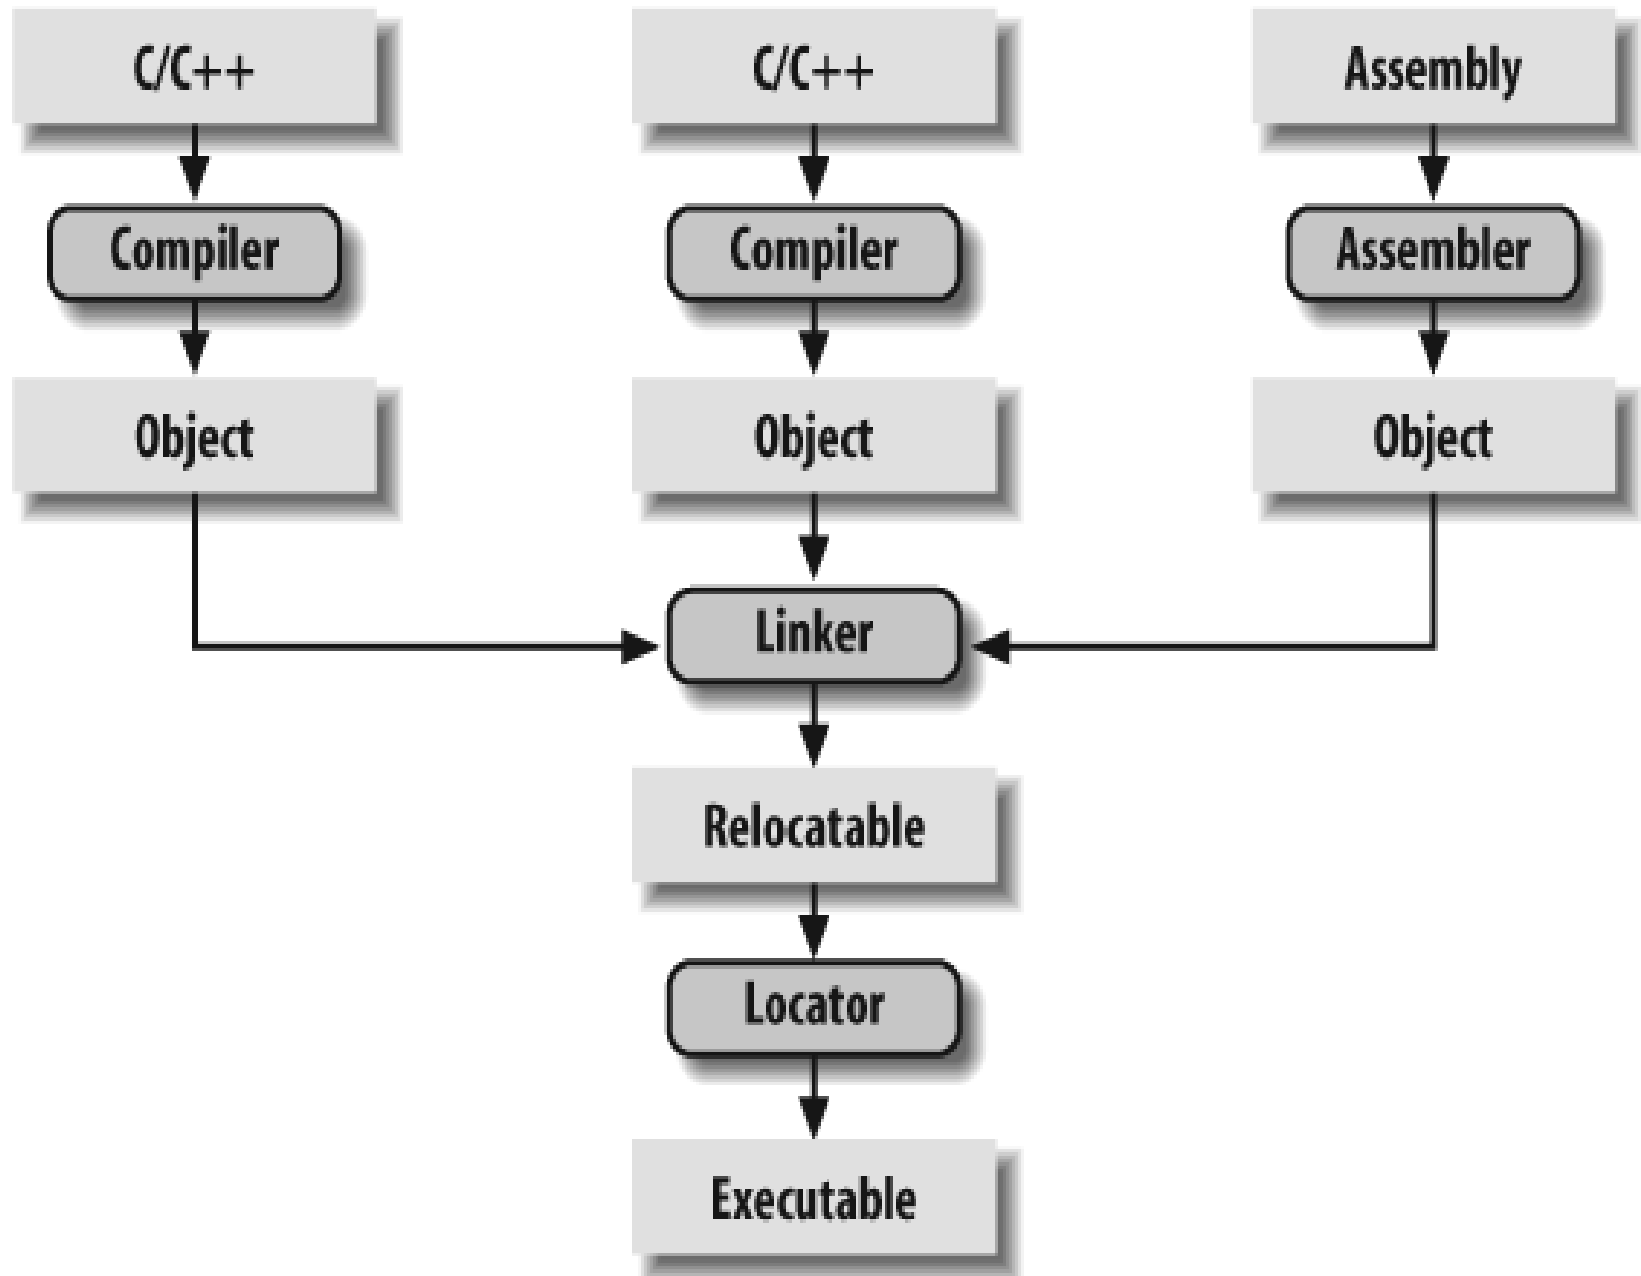 C/C++
C/C++
Assembly
Compiler
Compiler
Assembler
Object
Object
Object
Linker
Relocatable
Locator
Executable